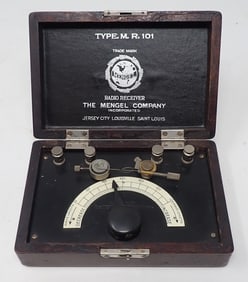 TYPE M. R. 101
TRADE MARK
RADIO RECEIVER
THE MENGEL COMPANY
INCORPORATED
JERSEY CITY LOUISVILLE SAINT LOUIS